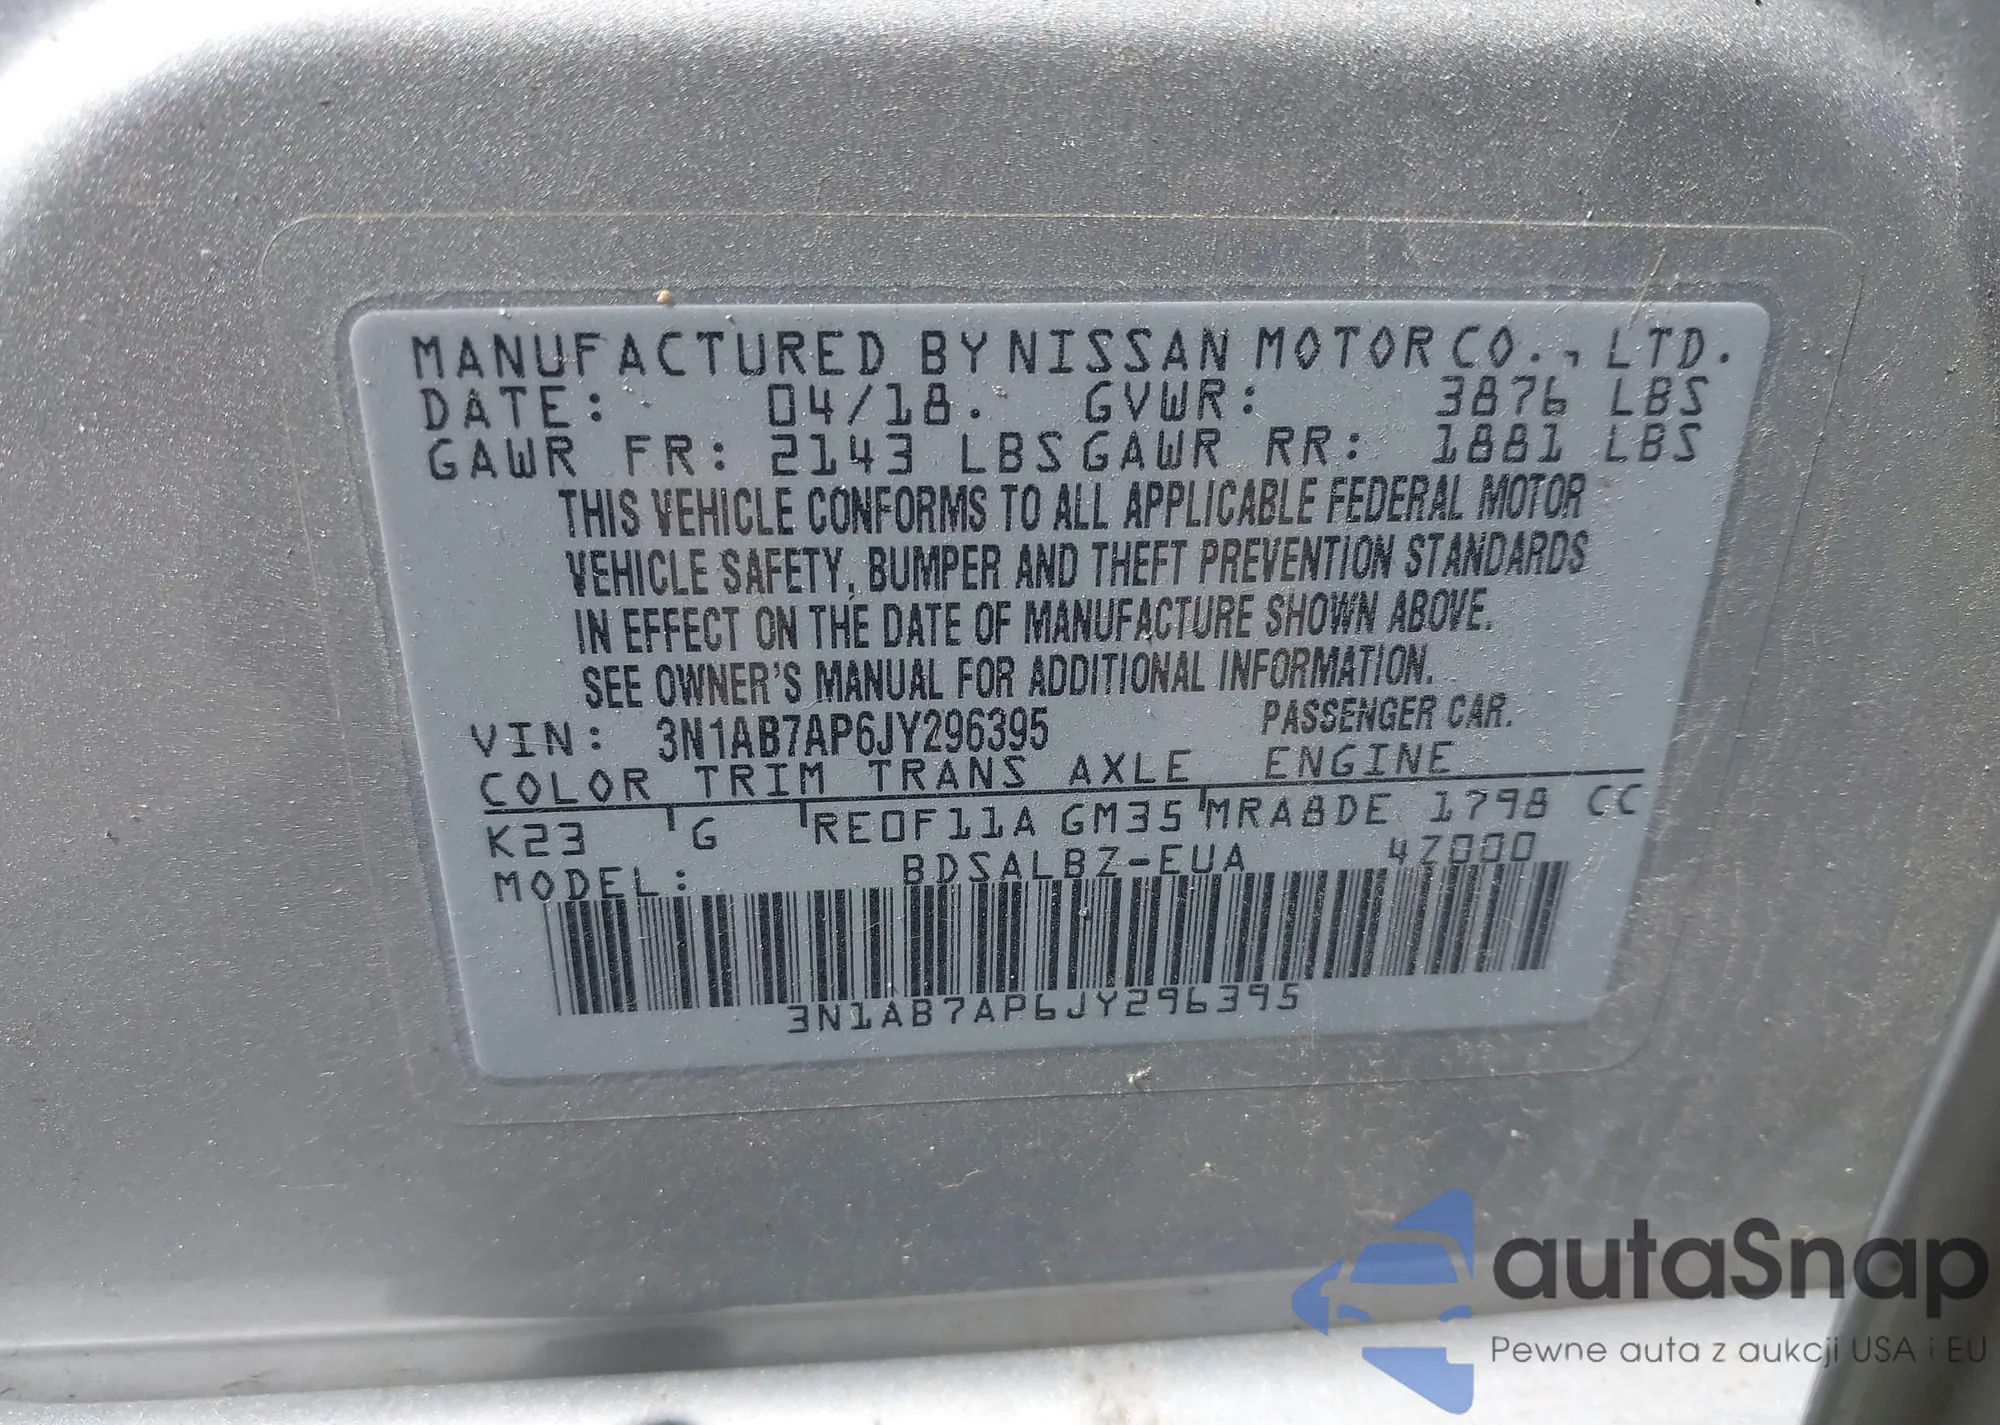 MANUFACTURED BY NISSAN MOTOR CO., LTD.
DATE: 04/18. GVWR: 3876 LBS
GAWR FR: 2143 LBS GAWR RR: 1881 LBS
THIS VEHICLE CONFORMS TO ALL APPLICABLE FEDERAL MOTOR
VEHICLE SAFETY, BUMPER AND THEFT PREVENTION STANDARDS
IN EFFECT ON THE DATE OF MANUFACTURE SHOWN ABOVE.
SEE OWNER'S MANUAL FOR ADDITIONAL INFORMATION.
VIN: 3N1AB7AP6JY296395 PASSENGER CAR.
COLOR TRIM TRANS AXLE ENGINE
K23 G RE0F11A GM35 MRA8DE 1798 CC
MODEL: BDSALBZ-EUA 4Z000
3N1AB7AP6JY296395
autaSnap
Pewne auta z aukcji USA i EU